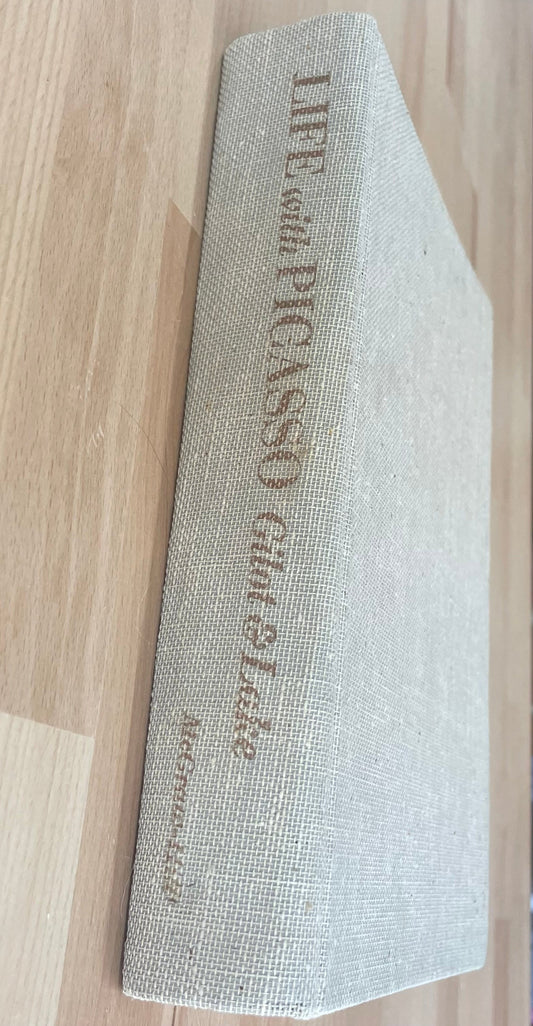 LIFE with PICASSO Gilot & Lake
McGraw-Hill